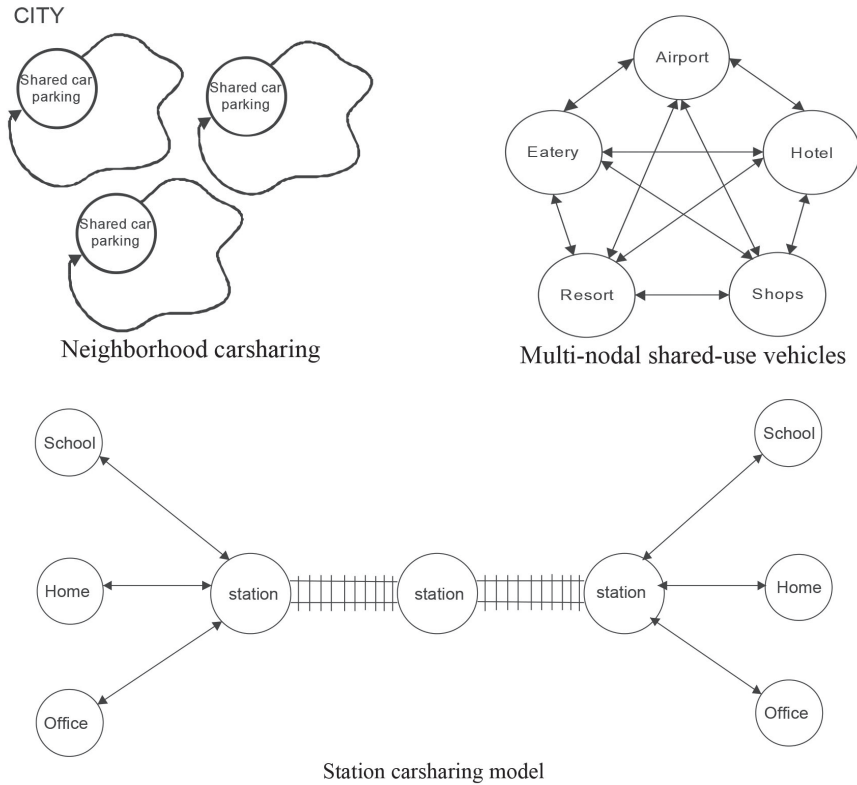 CITY
Shared car
parking
Shared car
parking
Shared car
parking
Neighborhood carsharing
Airport
Eatery
Hotel
Resort
Shops
Multi-nodal shared-use vehicles
School
School
Home
station
station
station
Home
Office
Office
Station carsharing model